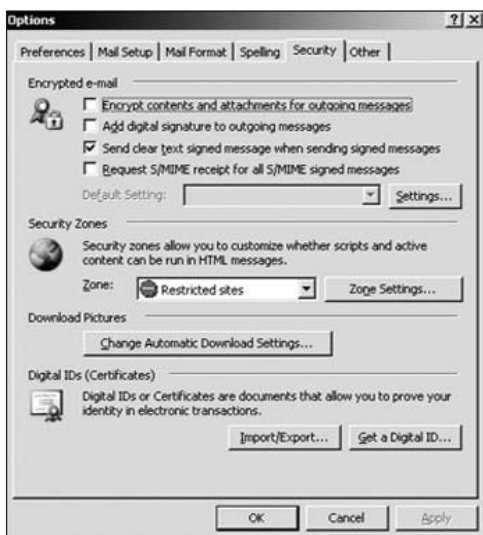 Options
Preferences Mail Setup Mail Format Spelling Security Other
Encrypted e-mail
Encrypt contents and attachments for outgoing messages
Add digital signature to outgoing messages
Send clear text signed message when sending signed messages
Request S/MIME receipt for all S/MIME signed messages
Default Setting: Settings...
Security Zones
Security zones allow you to customize whether scripts and active
content can be run in HTML messages.
Zone: Restricted sites Zone Settings...
Download Pictures
Change Automatic Download Settings...
Digital IDs (Certificates)
Digital IDs or Certificates are documents that allow you to prove your
identity in electronic transactions.
Import/Export... Get a Digital ID...
OK Cancel Apply